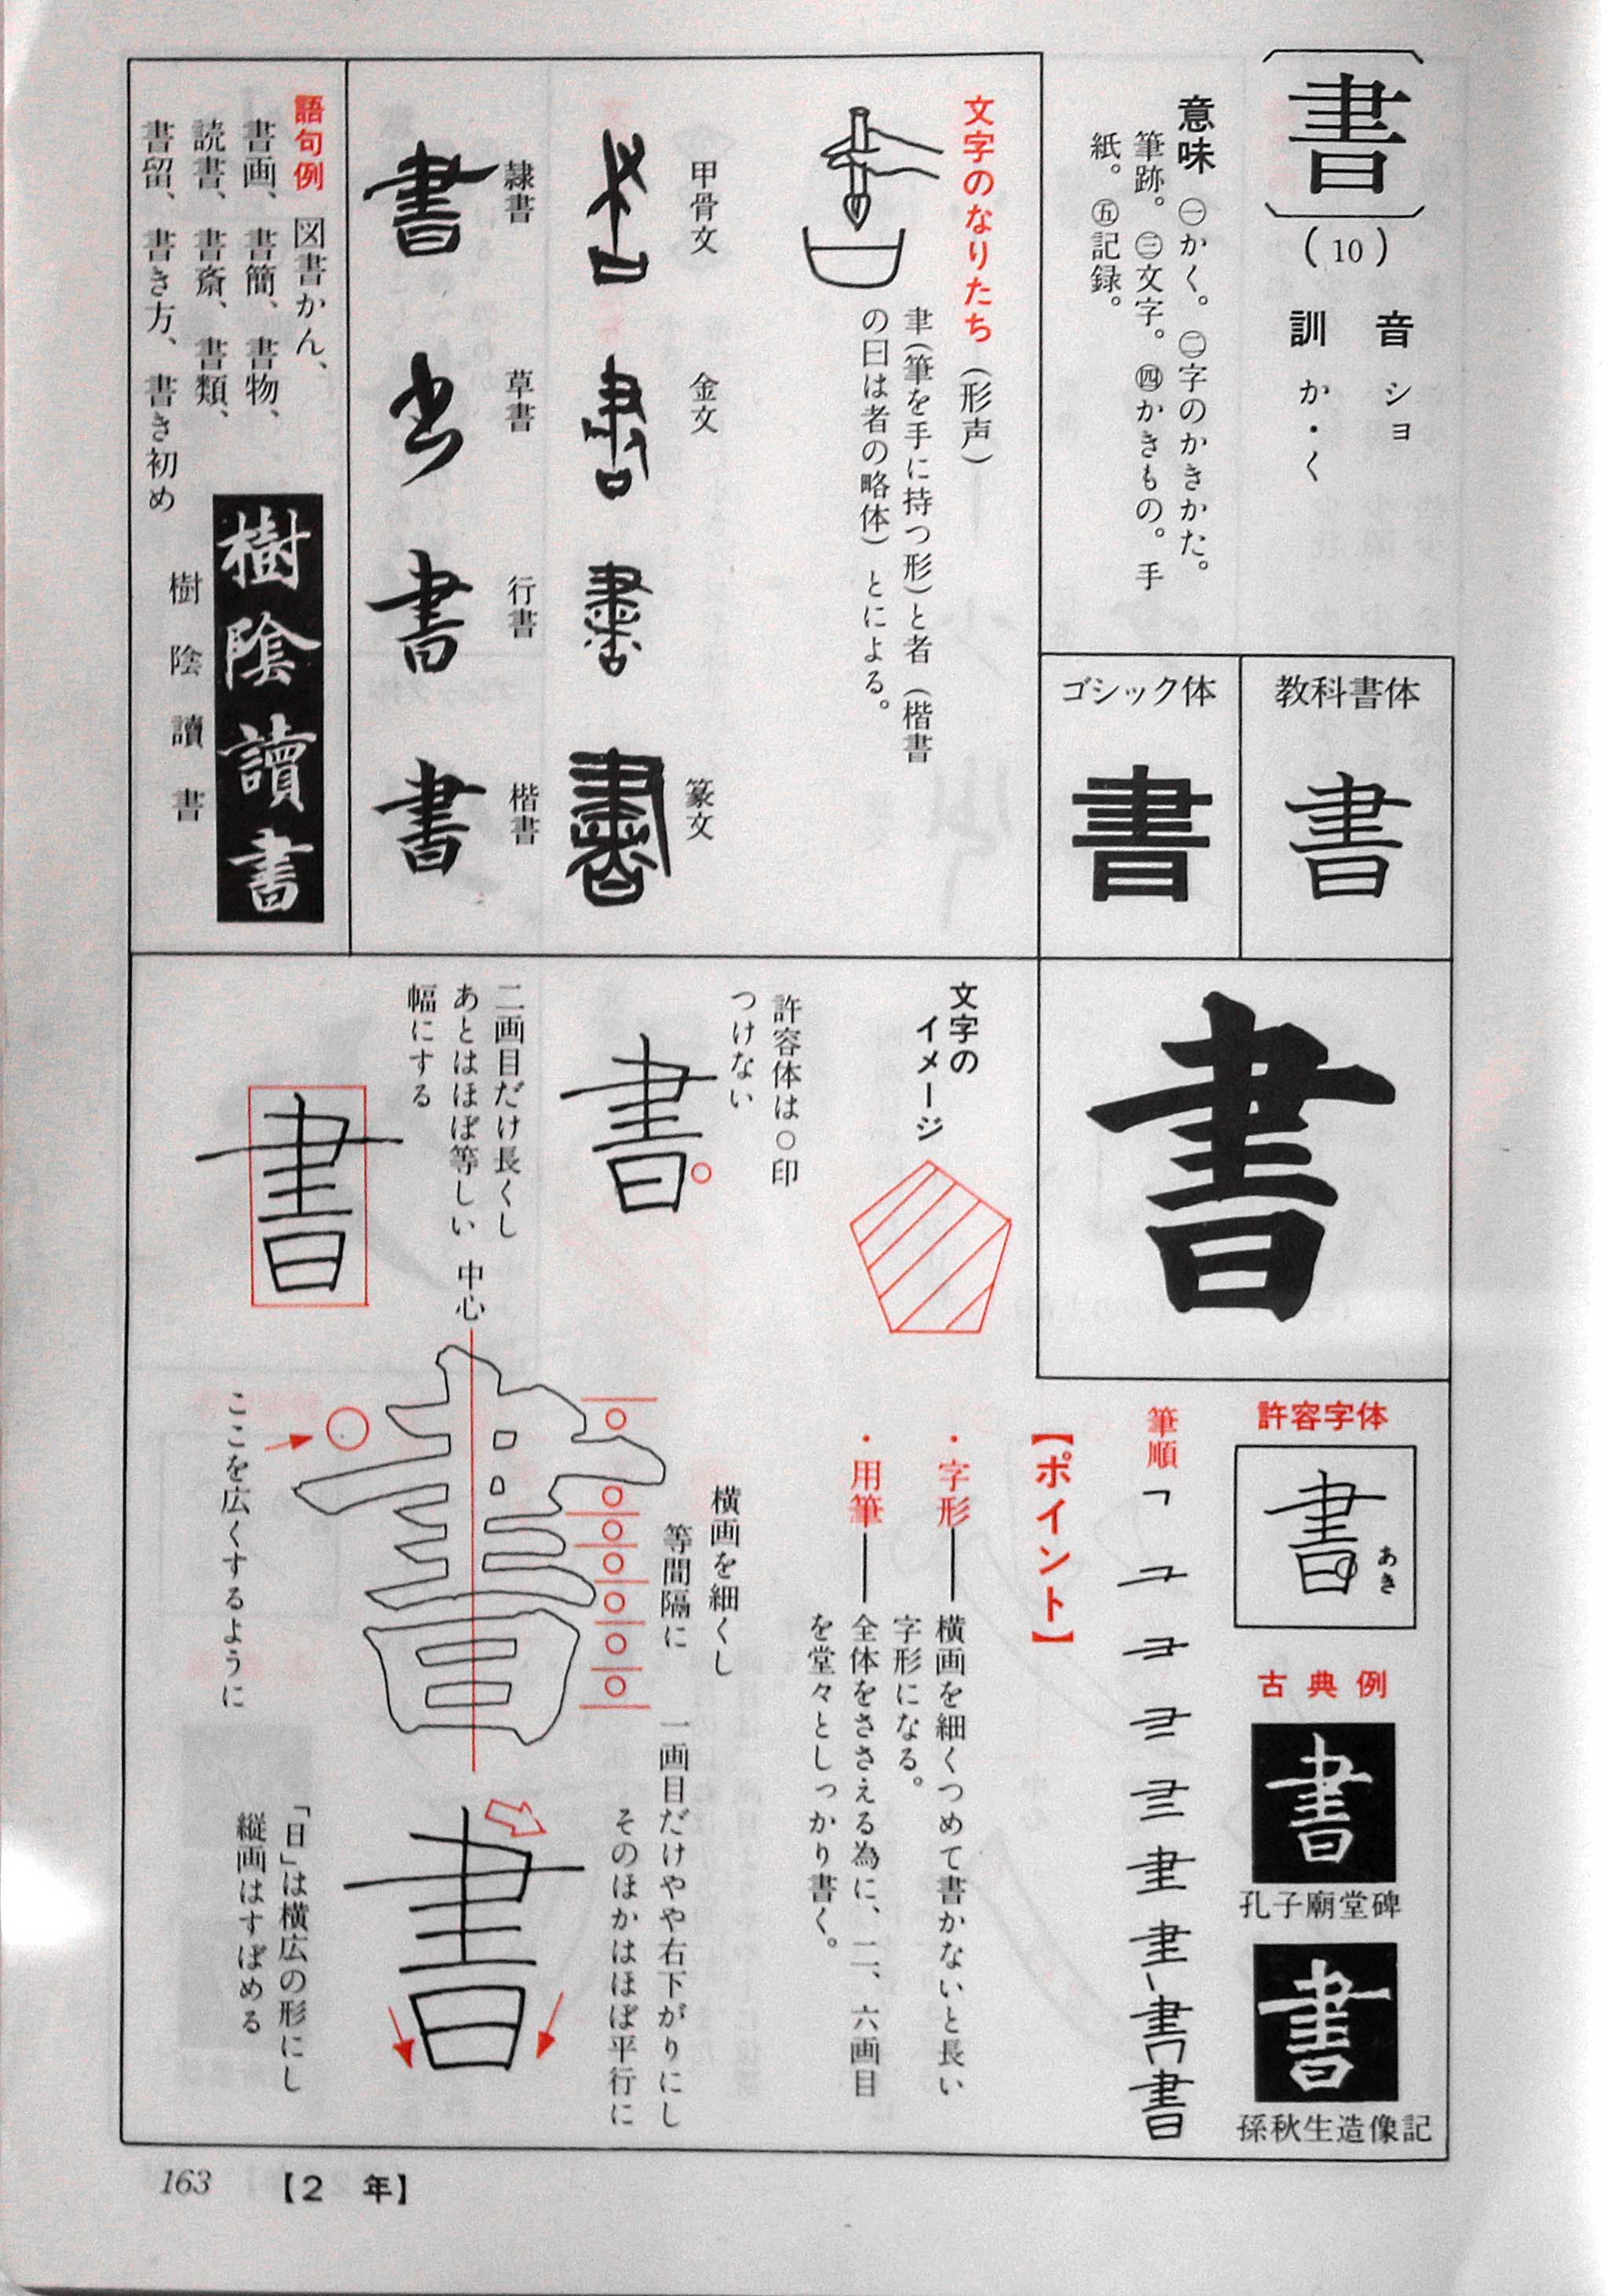 書
（10）
音　ショ
訓　か・く
意味　㊀かく。㊁字のかきかた。
筆跡。㊂文字。㊃かきもの。手
紙。㊄記録。
教科書体
書
ゴシック体
書
文字のなりたち（形声）
聿（筆を手に持つ形）と者（楷書
の日は者の略体）とによる。
甲骨文
金文
篆文
隷書
書
草書
書
行書
書
楷書
書
語句例　図書かん、
書画、書簡、書物、
読書、書斎、書類、
書留、書き方、書き初め
樹陰讀書
樹陰讀書
書
許容字体
書
あき
古典例
書
孔子廟堂碑
書
孫秋生造像記
筆順
【ポイント】
・字形――横画を細くつめて書かないと長い
字形になる。
・用筆――全体をささえる為に、二、六画目
を堂々としっかり書く。
文字の
イメージ
許容体は○印
つけない
書
二画目だけ長くし
あとはほぼ等しい
幅にする
書
中心
横画を細くし
等間隔に
ここを広くするように
一画目だけやや右下がりにし
そのほかはほぼ平行に
書
「日」は横広の形にし
縦画はすぼめる
163
【2　年】